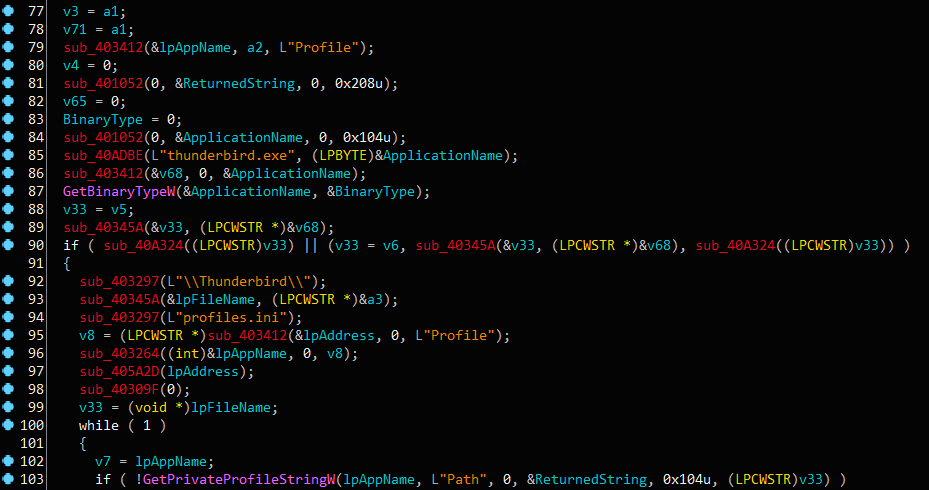 77 v3 = a1;
78 v71 = a1;
79 sub_403412(&lpAppName, a2, L"Profile");
80 v4 = 0;
81 sub_401052(0, &ReturnedString, 0, 0x208u);
82 v65 = 0;
83 BinaryType = 0;
84 sub_401052(0, &ApplicationName, 0, 0x104u);
85 sub_40ADBE(L"thunderbird.exe", (LPBYTE)&ApplicationName);
86 sub_403412(&v68, 0, &ApplicationName);
87 GetBinaryTypeW(&ApplicationName, &BinaryType);
88 v33 = v5;
89 sub_40345A(&v33, (LPCWSTR *)&v68);
90 if ( sub_40A324((LPCWSTR)v33) || (v33 = v6, sub_40345A(&v33, (LPCWSTR *)&v68), sub_40A324((LPCWSTR)v33)) )
91 {
92 sub_403297(L"\\Thunderbird\\");
93 sub_40345A(&lpFileName, (LPCWSTR *)&a3);
94 sub_403297(L"profiles.ini");
95 v8 = (LPCWSTR *)sub_403412(&lpAddress, 0, L"Profile");
96 sub_403264((int)&lpAppName, 0, v8);
97 sub_405A2D(lpAddress);
98 sub_40309F(0);
99 v33 = (void *)lpFileName;
100 while ( 1 )
101 {
102 v7 = lpAppName;
103 if ( !GetPrivateProfileStringW(lpAppName, L"Path", 0, &ReturnedString, 0x104u, (LPCWSTR)v33) )